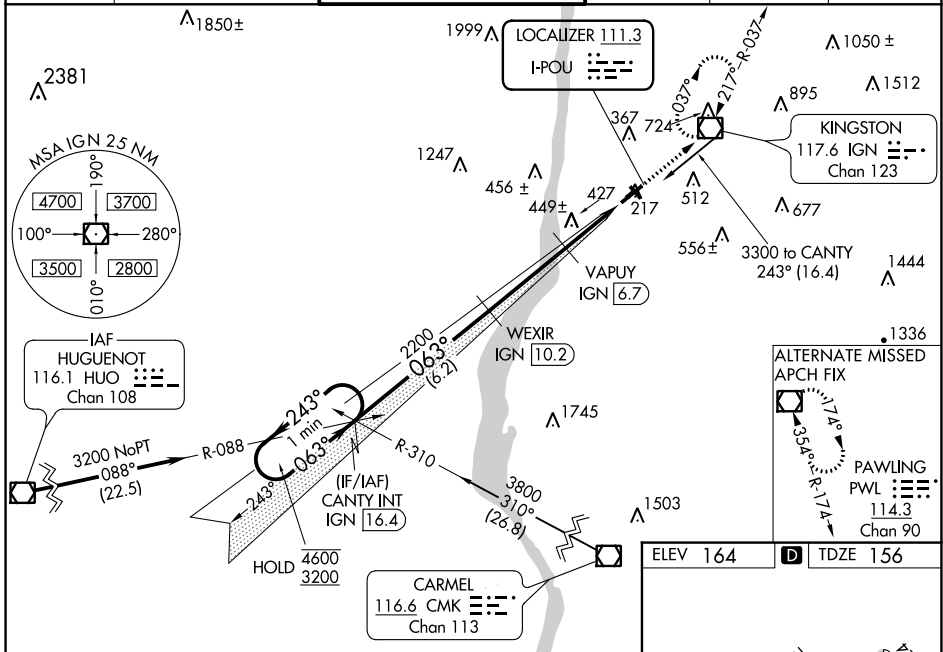 1850±
1999
LOCALIZER 111.3
I-POU
037°
217°-R-037
1050 ±
2381
1512
895
367
724
KINGSTON
117.6 IGN
Chan 123
MSA IGN 25 NM
190°
4700
3700
100°
280°
3500
2800
010°
1247
456 ±
449±
427
217
512
677
556±
3300 to CANTY
243° (16.4)
1444
VAPUY
IGN 6.7
WEXIR
IGN 10.2
1336
IAF
HUGUENOT
116.1 HUO
Chan 108
2200
063°
(6.2)
ALTERNATE MISSED
APCH FIX
174°
354°
R-174
PAWLING
PWL
114.3
Chan 90
243°
1 min
063°
1745
3200 NoPT
088°
(22.5)
R-088
R-310
243°
(IF/IAF)
CANTY INT
IGN 16.4
3800
310°
(26.8)
1503
HOLD 4600
3200
CARMEL
116.6 CMK
Chan 113
ELEV 164
D
TDZE 156